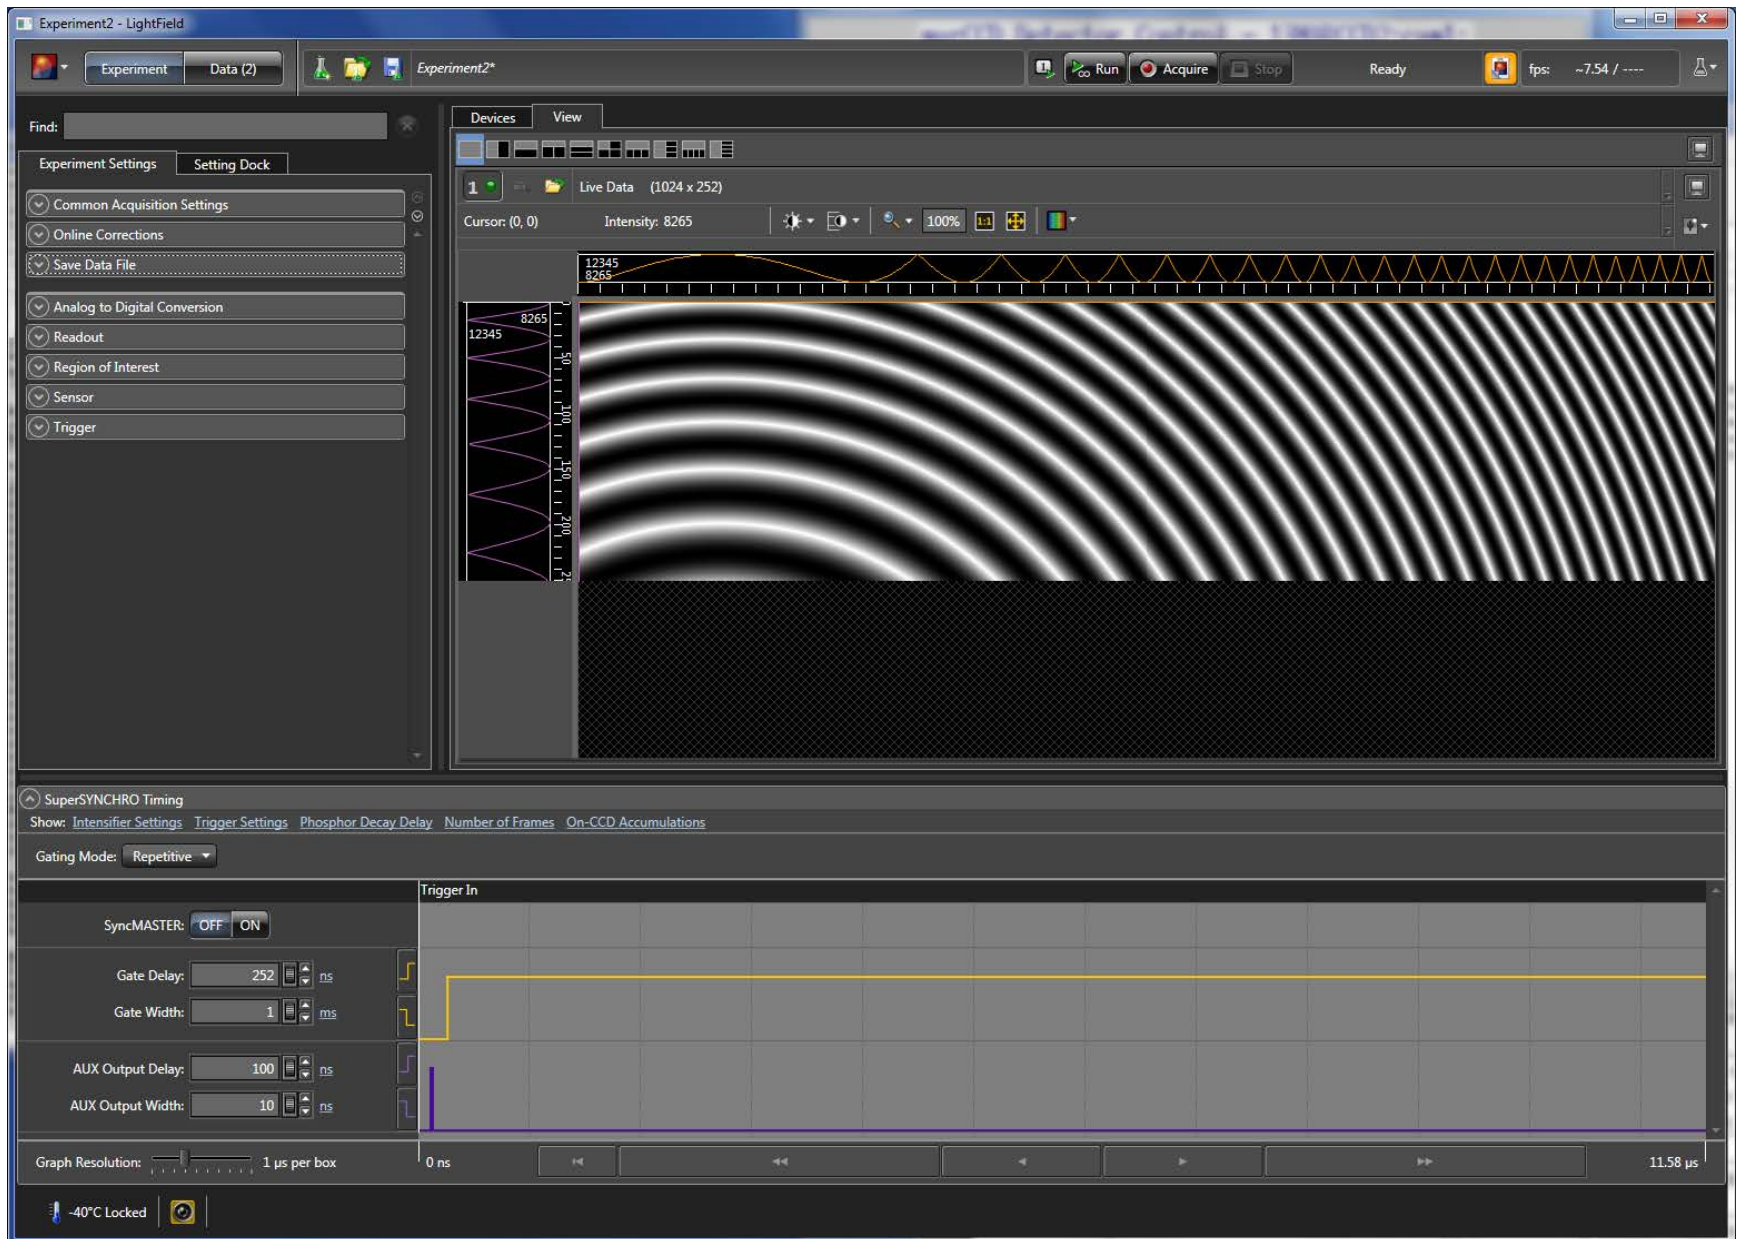 Experiment2 - LightField
Experiment Data (2) Experiment2* Run Acquire Stop Ready fps: ~7.54 / ----
Find:
Devices View
Experiment Settings Setting Dock
1 Live Data (1024 x 252)
Common Acquisition Settings
Cursor: (0, 0) Intensity: 8265 100% 1:1
Online Corrections
Save Data File
12345
8265
Analog to Digital Conversion
8265
12345
Readout
50
Region of Interest
Sensor
100
Trigger
150
200
SuperSYNCHRO Timing
Show: Intensifier Settings Trigger Settings Phosphor Decay Delay Number of Frames On-CCD Accumulations
Gating Mode: Repetitive
Trigger In
SyncMASTER: OFF ON
Gate Delay: 252 ns
Gate Width: 1 ms
AUX Output Delay: 100 ns
AUX Output Width: 10 ns
Graph Resolution: 1 µs per box 0 ns 11.58 µs
-40°C Locked